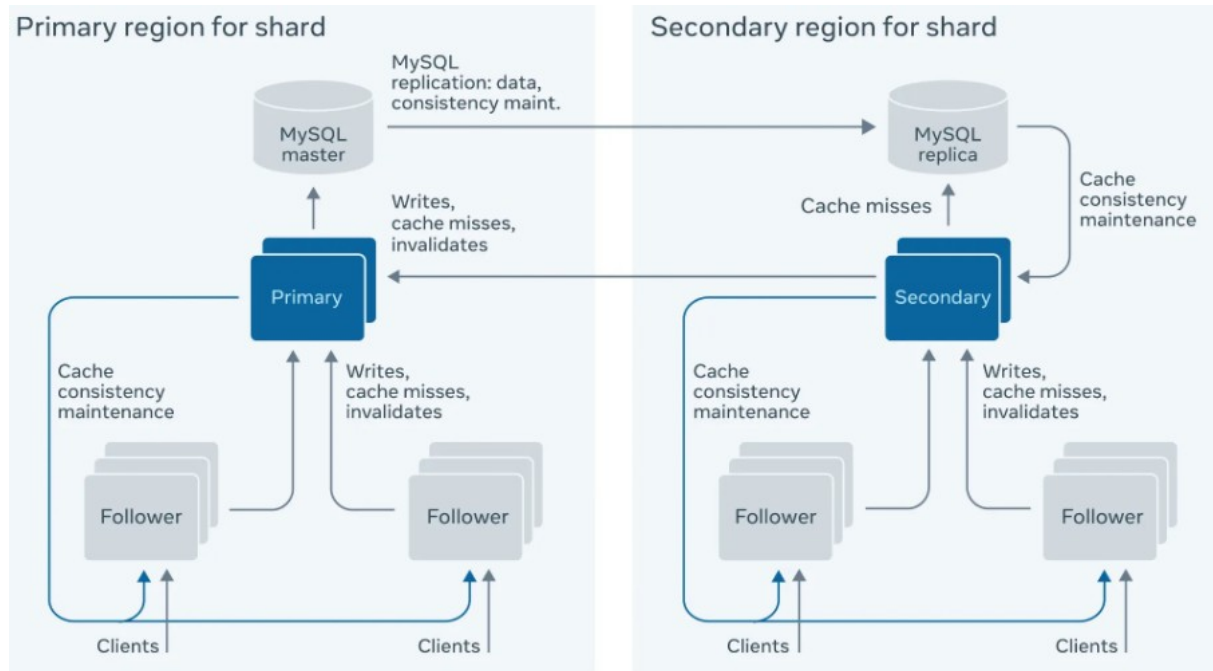 Primary region for shard
Secondary region for shard
MySQL
replication: data,
consistency maint.
MySQL
master
MySQL
replica
Writes,
cache misses,
invalidates
Cache misses
Cache
consistency
maintenance
Primary
Secondary
Cache
consistency
maintenance
Writes,
cache misses,
invalidates
Cache
consistency
maintenance
Writes,
cache misses,
invalidates
Follower
Follower
Follower
Follower
Clients
Clients
Clients
Clients